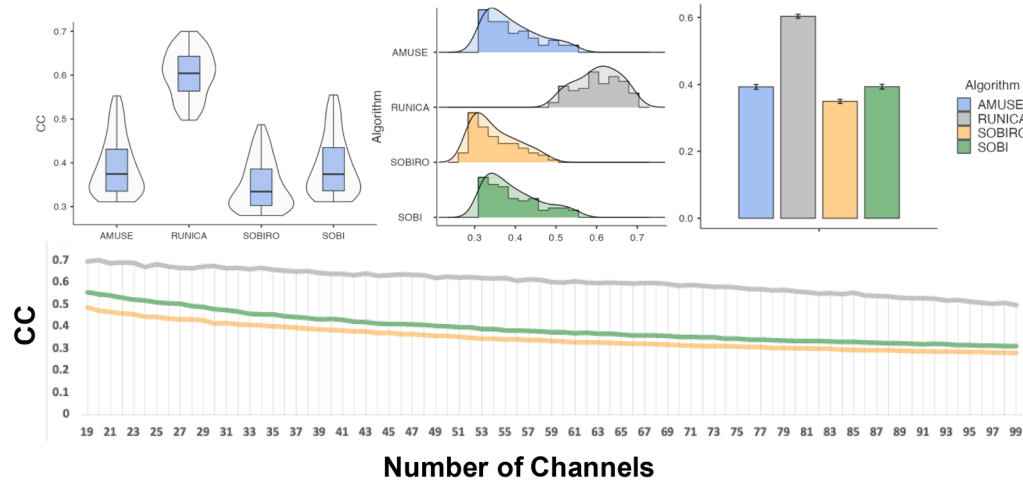 0.7
0.6
0.5
0.4
0.3
CC
AMUSE RUNICA SOBIRO SOBI
Algorithm
AMUSE
RUNICA
SOBIRO
SOBI
0.3 0.4 0.5 0.6 0.7
0.6
0.4
0.2
0.0
Algorithm
AMUSE
RUNICA
SOBIRO
SOBI
CC
0.7
0.6
0.5
0.4
0.3
0.2
0.1
0
19 21 23 25 27 29 31 33 35 37 39 41 43 45 47 49 51 53 55 57 59 61 63 65 67 69 71 73 75 77 79 81 83 85 87 89 91 93 95 97 99
Number of Channels